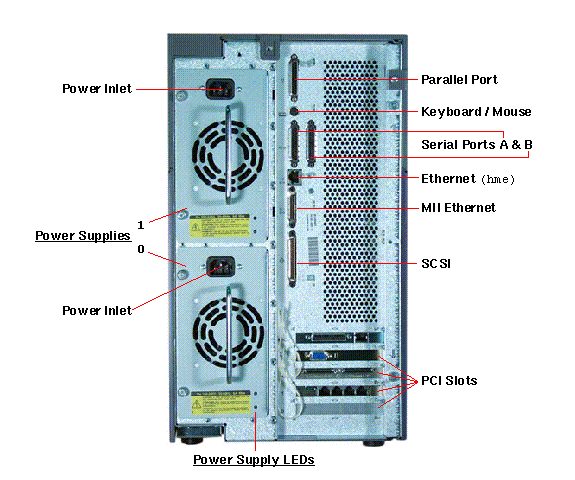 Parallel Port
Power Inlet
Keyboard / Mouse
Serial Ports A & B
Ethernet (hme)
MII Ethernet
1
Power Supplies
0
SCSI
Power Inlet
PCI Slots
Power Supply LEDs